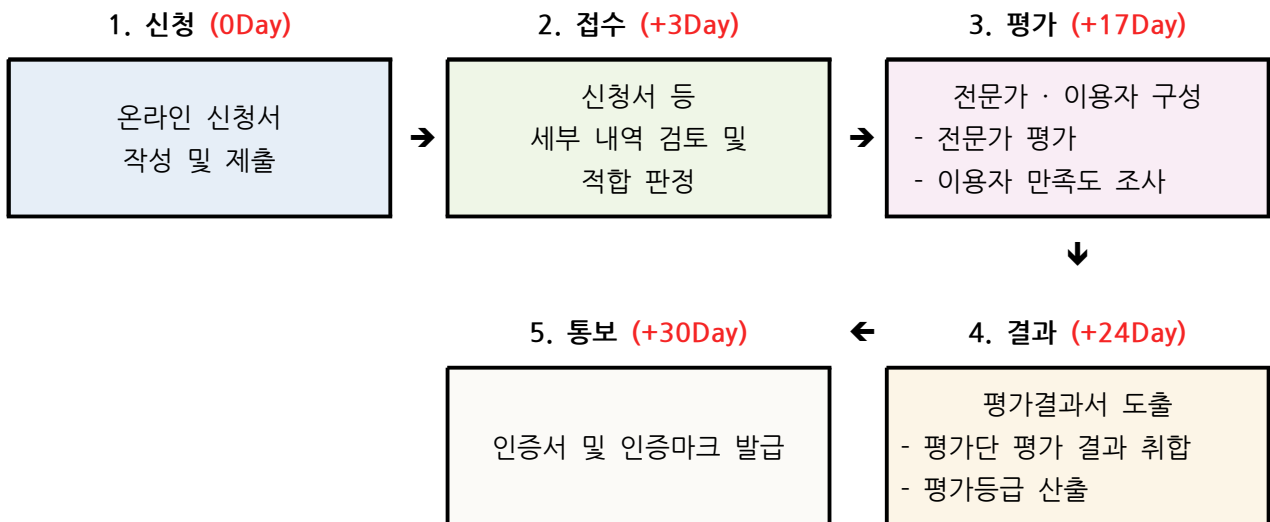 1. 신청 (0Day)
온라인 신청서
작성 및 제출
2. 접수 (+3Day)
신청서 등
세부 내역 검토 및
적합 판정
3. 평가 (+17Day)
전문가 · 이용자 구성
- 전문가 평가
- 이용자 만족도 조사
4. 결과 (+24Day)
평가결과서 도출
- 평가단 평가 결과 취합
- 평가등급 산출
5. 통보 (+30Day)
인증서 및 인증마크 발급